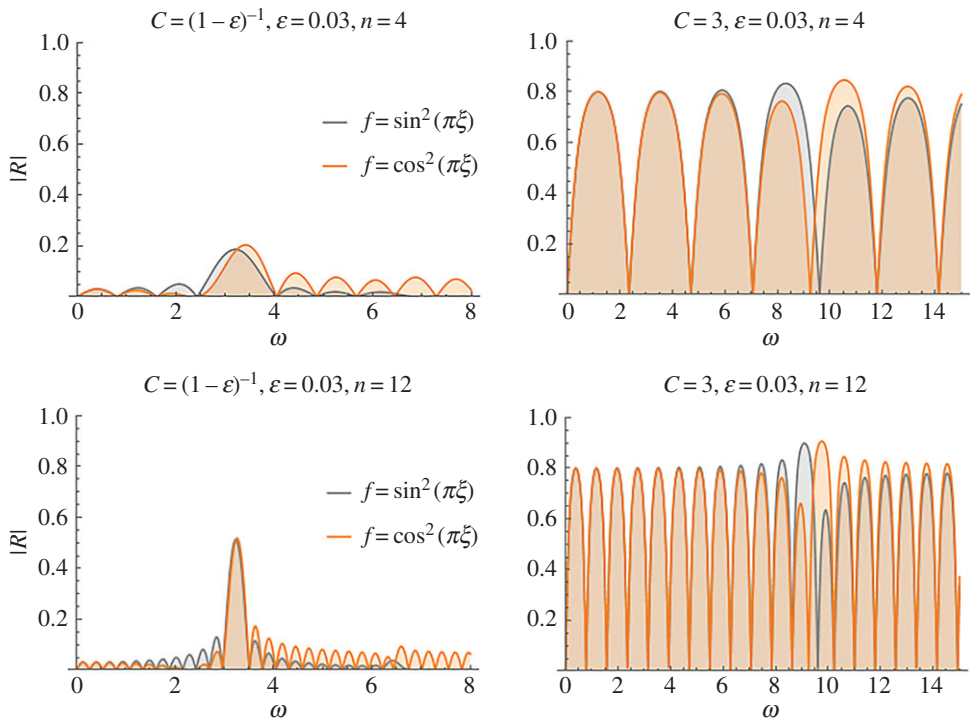 C = (1 – ε)⁻¹, ε = 0.03, n = 4
1.0
0.8
0.6
0.4
0.2
|R|
f = sin² (πξ)
f = cos² (πξ)
0 2 4 6 8
ω
C = 3, ε = 0.03, n = 4
1.0
0.8
0.6
0.4
0.2
0 2 4 6 8 10 12 14
ω
C = (1 – ε)⁻¹, ε = 0.03, n = 12
1.0
0.8
0.6
0.4
0.2
|R|
f = sin² (πξ)
f = cos² (πξ)
0 2 4 6 8
ω
C = 3, ε = 0.03, n = 12
1.0
0.8
0.6
0.4
0.2
0 2 4 6 8 10 12 14
ω